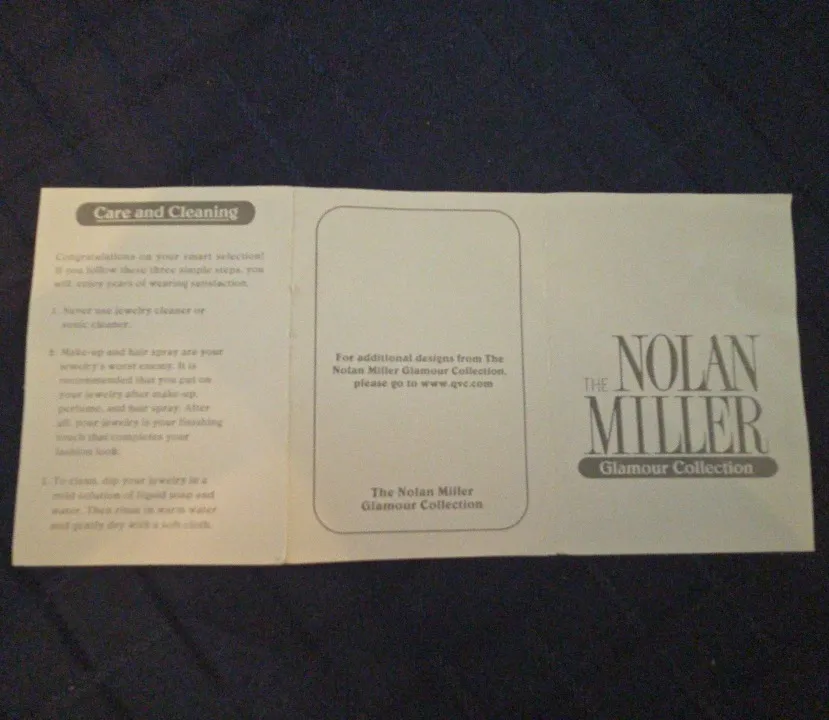 Care and Cleaning
Congratulations on your smart selection!
If you follow these three simple steps, you
will enjoy years of wearing satisfaction.
1. Never use jewelry cleaner or
sonic cleaner.
2. Make-up and hair spray are your
jewelry's worst enemy. It is
recommended that you put on
your jewelry after make-up,
perfume, and hair spray. After
all, your jewelry is your finishing
touch that completes your
fashion look.
3. To clean, dip your jewelry in a
mild solution of liquid soap and
water. Then rinse in warm water
and gently dry with a soft cloth.
For additional designs from The
Nolan Miller Glamour Collection,
please go to www.qvc.com
The Nolan Miller
Glamour Collection
THE NOLAN
MILLER
Glamour Collection